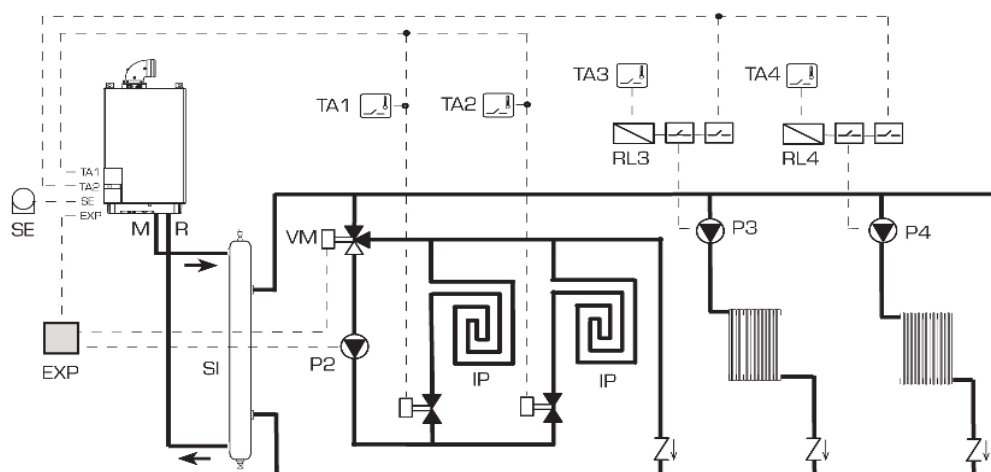 TA3
TA4
TA1
TA2
RL3
RL4
TA1
TA2
SE
EXP
SE
M
R
VM
P3
P4
EXP
SI
P2
IP
IP